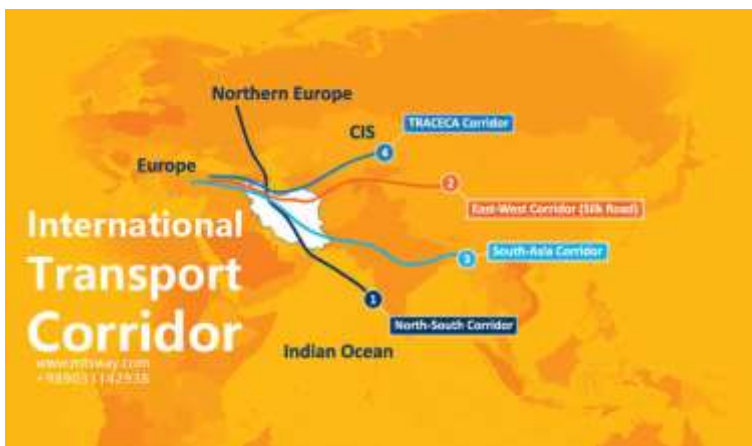 Northern Europe
CIS
TRACECA Corridor
4
Europe
2
East-West Corridor (Silk Road)
International
Transport
Corridor
South-Asia Corridor
3
1
North-South Corridor
Indian Ocean
www.mtsway.com